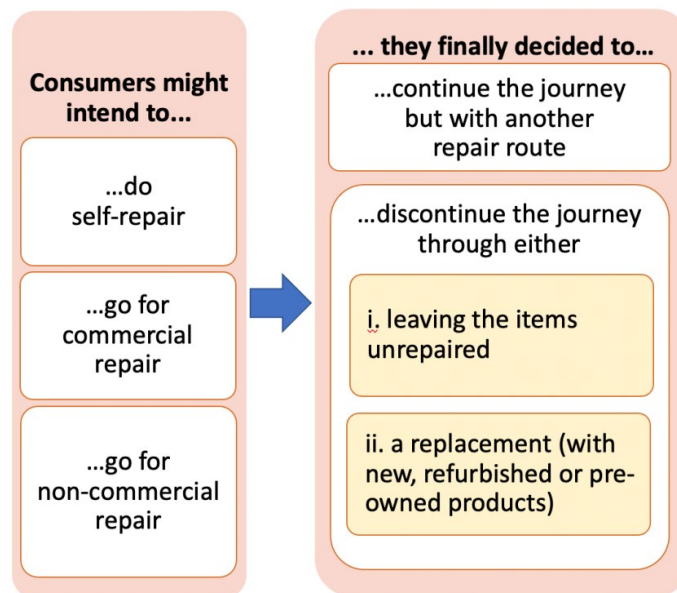 Consumers might
intend to...
...do
self-repair
...go for
commercial
repair
...go for
non-commercial
repair
... they finally decided to...
...continue the journey
but with another
repair route
...discontinue the journey
through either
i. leaving the items
unrepaired
ii. a replacement (with
new, refurbished or pre-
owned products)